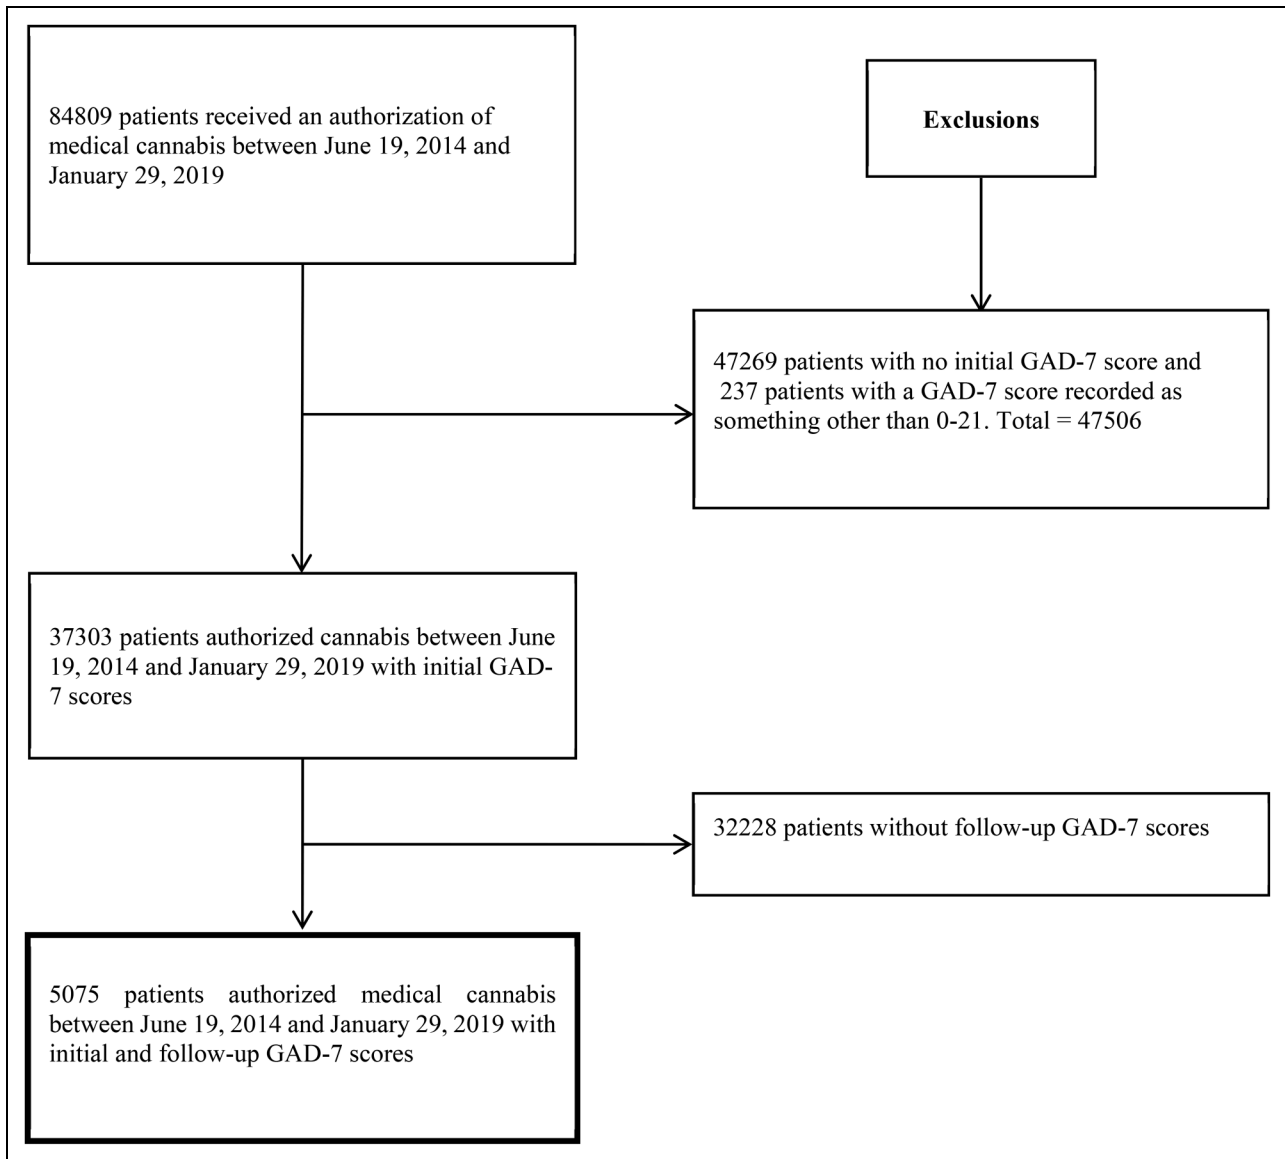 84809 patients received an authorization of
medical cannabis between June 19, 2014 and
January 29, 2019
Exclusions
47269 patients with no initial GAD-7 score and
237 patients with a GAD-7 score recorded as
something other than 0-21. Total = 47506
37303 patients authorized cannabis between June
19, 2014 and January 29, 2019 with initial GAD-
7 scores
32228 patients without follow-up GAD-7 scores
5075 patients authorized medical cannabis
between June 19, 2014 and January 29, 2019 with
initial and follow-up GAD-7 scores